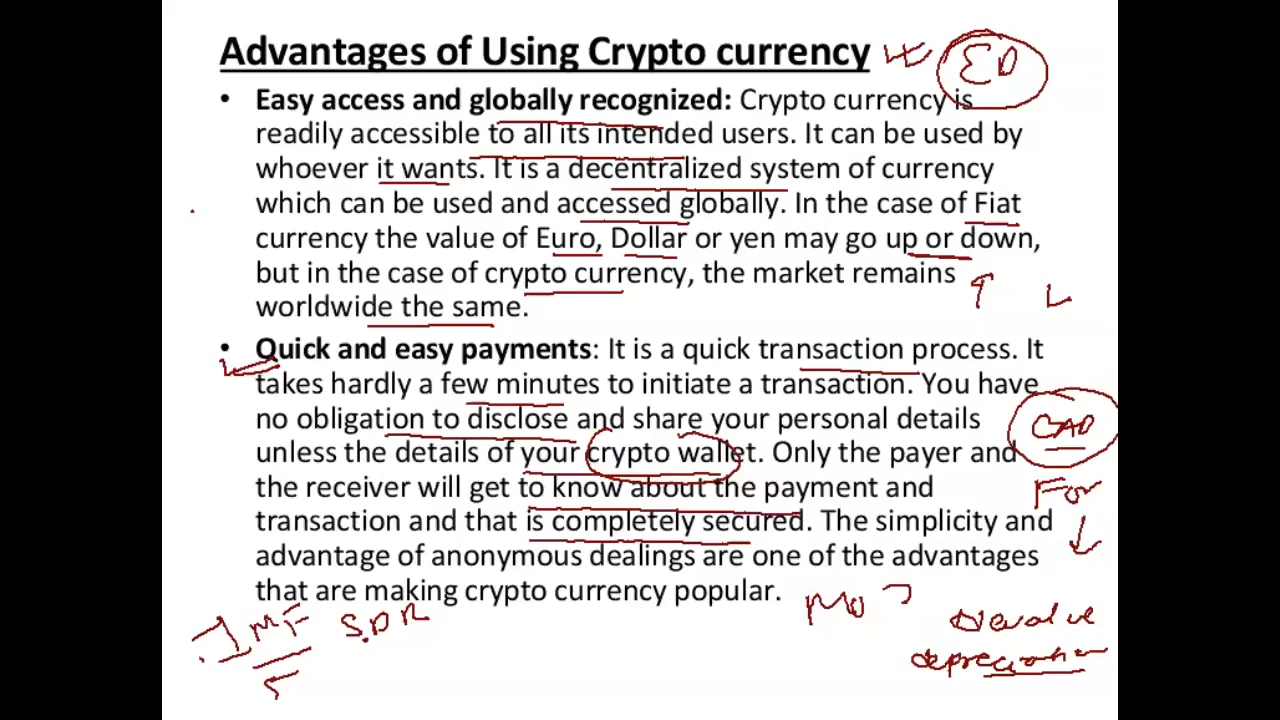 Advantages of Using Crypto currency
ED
• Easy access and globally recognized: Crypto currency is
readily accessible to all its intended users. It can be used by
whoever it wants. It is a decentralized system of currency
which can be used and accessed globally. In the case of Fiat
currency the value of Euro, Dollar or yen may go up or down,
but in the case of crypto currency, the market remains
worldwide the same.
• Quick and easy payments: It is a quick transaction process. It
takes hardly a few minutes to initiate a transaction. You have
no obligation to disclose and share your personal details
CAD
unless the details of your crypto wallet. Only the payer and
the receiver will get to know about the payment and
For
transaction and that is completely secured. The simplicity and
advantage of anonymous dealings are one of the advantages
that are making crypto currency popular.
IMF S.D.R
Devalue
depreciation